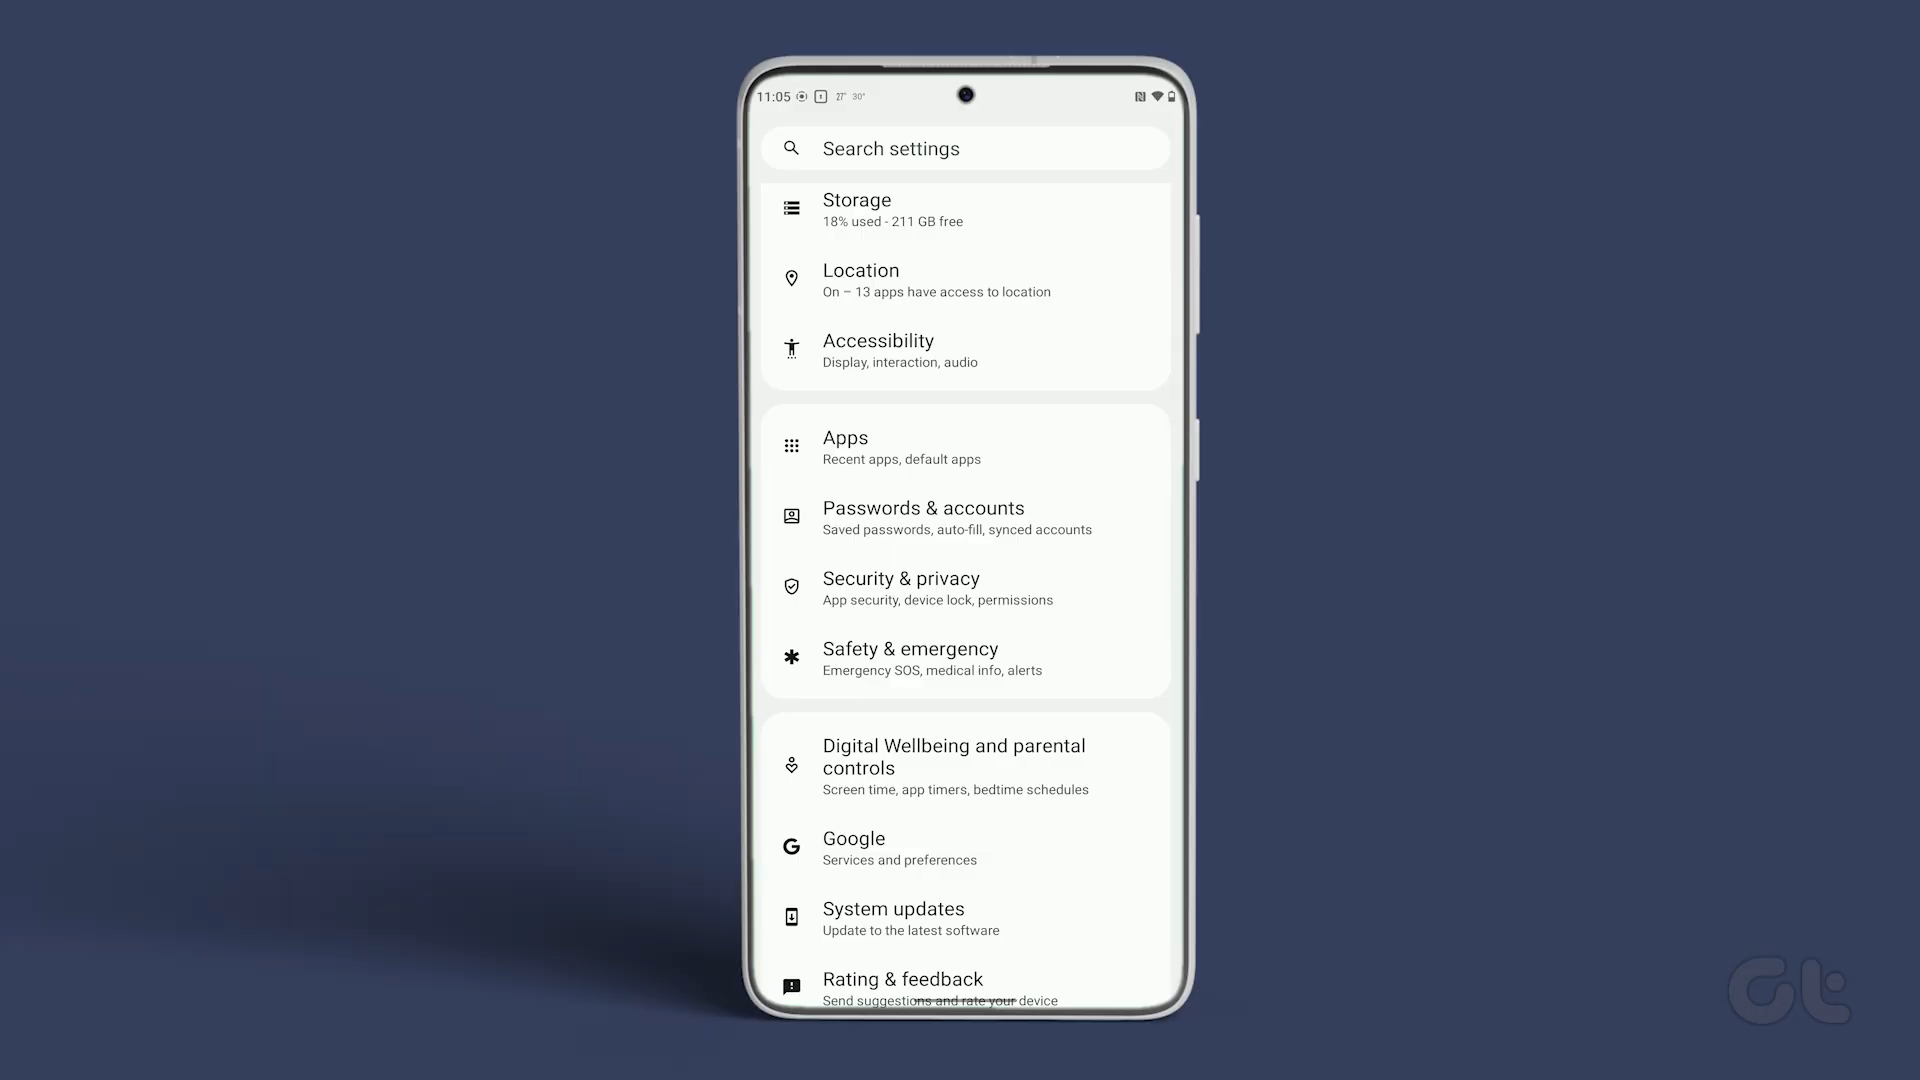 11:05 27° 30°
Search settings
Storage
18% used - 211 GB free
Location
On – 13 apps have access to location
Accessibility
Display, interaction, audio
Apps
Recent apps, default apps
Passwords & accounts
Saved passwords, auto-fill, synced accounts
Security & privacy
App security, device lock, permissions
Safety & emergency
Emergency SOS, medical info, alerts
Digital Wellbeing and parental
controls
Screen time, app timers, bedtime schedules
Google
Services and preferences
System updates
Update to the latest software
Rating & feedback
Send suggestions and rate your device
Gt